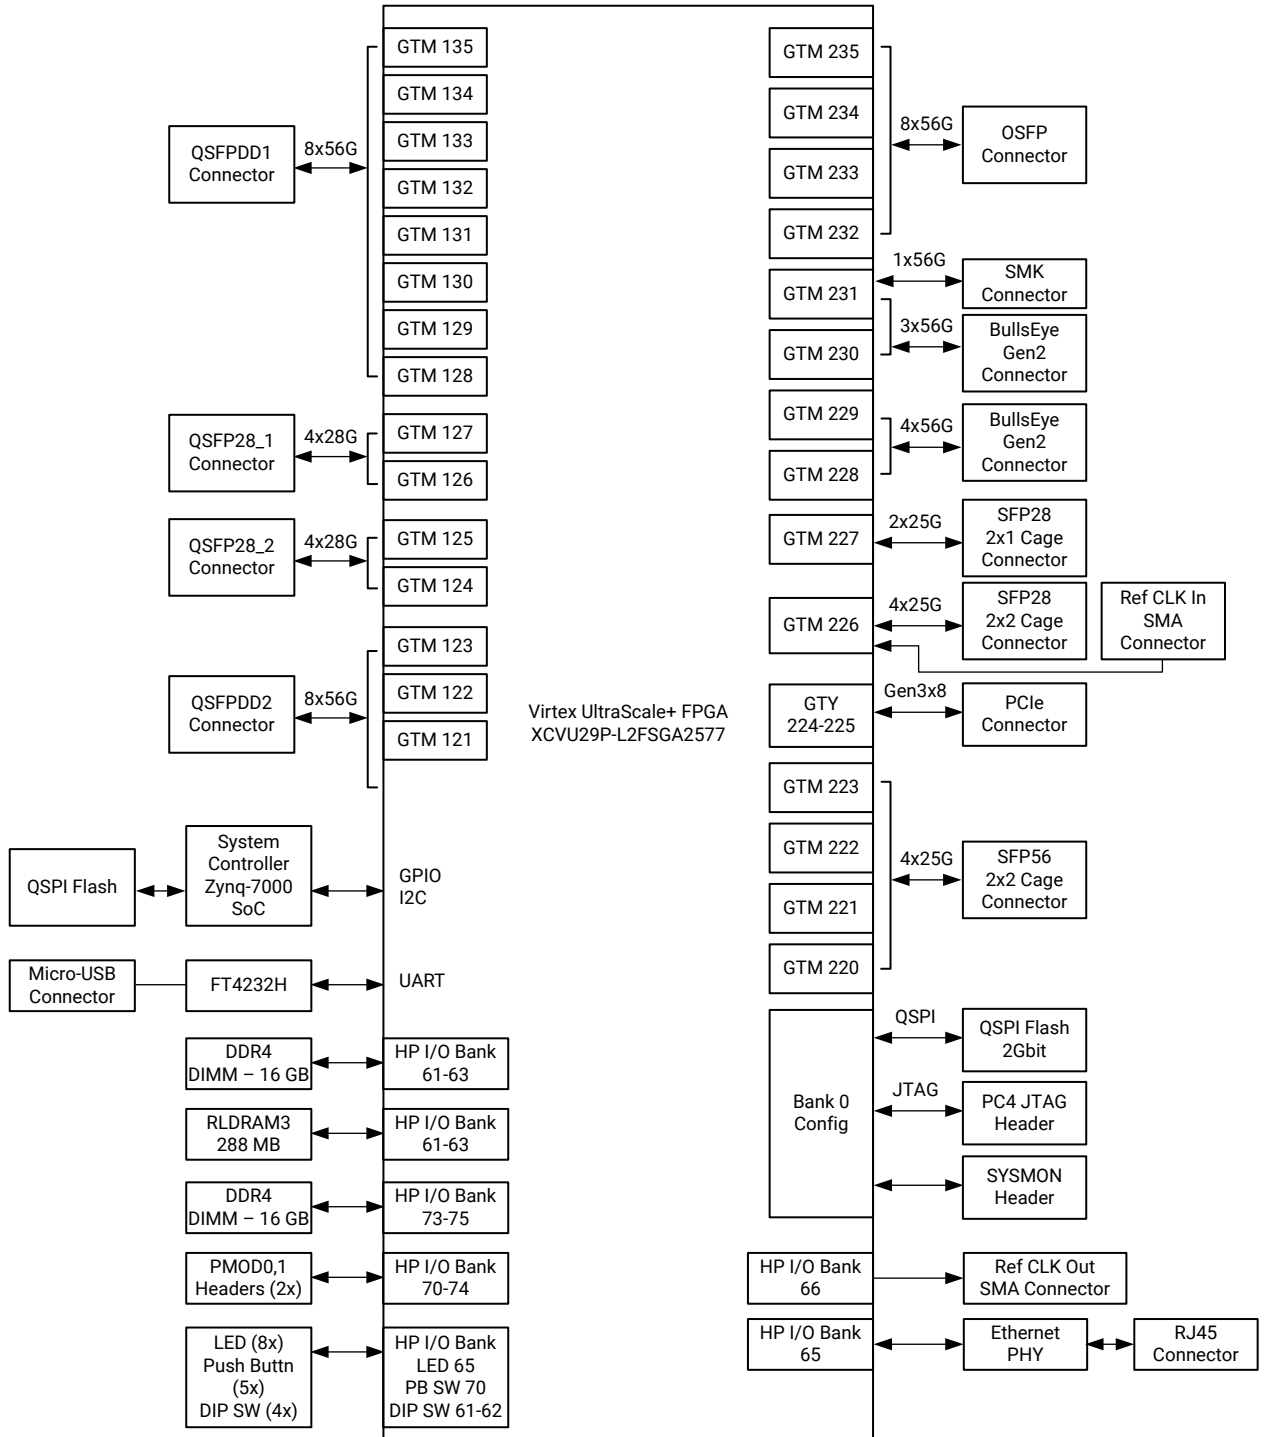 GTM 135
GTM 134
GTM 133
GTM 132
GTM 131
GTM 130
GTM 129
GTM 128
QSFPDD1
Connector
8x56G
GTM 127
GTM 126
QSFP28_1
Connector
4x28G
GTM 125
GTM 124
QSFP28_2
Connector
4x28G
GTM 123
GTM 122
GTM 121
QSFPDD2
Connector
8x56G
QSPI Flash
System
Controller
Zynq-7000
SoC
GPIO
I2C
Micro-USB
Connector
FT4232H
UART
DDR4
DIMM – 16 GB
HP I/O Bank
61-63
RLDRAM3
288 MB
HP I/O Bank
61-63
DDR4
DIMM – 16 GB
HP I/O Bank
73-75
PMOD0,1
Headers (2x)
HP I/O Bank
70-74
LED (8x)
Push Buttn
(5x)
DIP SW (4x)
HP I/O Bank
LED 65
PB SW 70
DIP SW 61-62
Virtex UltraScale+ FPGA
XCVU29P-L2FSGA2577
GTM 235
GTM 234
GTM 233
GTM 232
8x56G
OSFP
Connector
GTM 231
GTM 230
1x56G
SMK
Connector
3x56G
BullsEye
Gen2
Connector
GTM 229
GTM 228
4x56G
BullsEye
Gen2
Connector
GTM 227
2x25G
SFP28
2x1 Cage
Connector
GTM 226
4x25G
SFP28
2x2 Cage
Connector
Ref CLK In
SMA
Connector
GTY
224-225
Gen3x8
PCIe
Connector
GTM 223
GTM 222
GTM 221
GTM 220
4x25G
SFP56
2x2 Cage
Connector
Bank 0
Config
QSPI
QSPI Flash
2Gbit
JTAG
PC4 JTAG
Header
SYSMON
Header
HP I/O Bank
66
Ref CLK Out
SMA Connector
HP I/O Bank
65
Ethernet
PHY
RJ45
Connector